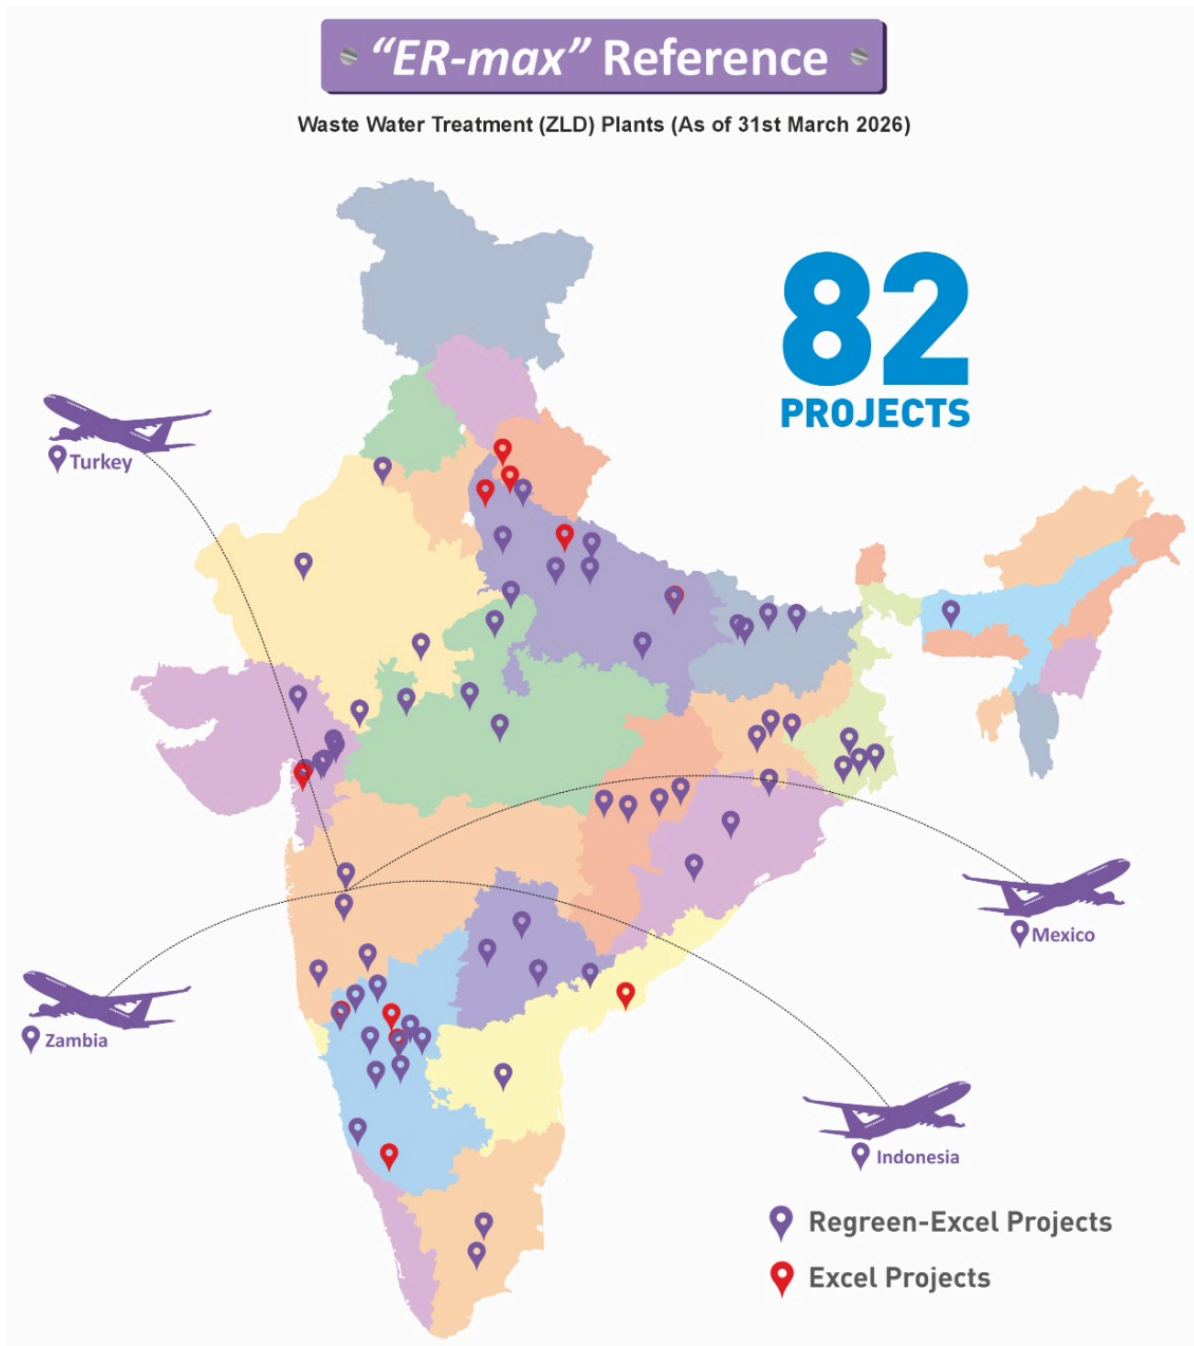 “ER-max” Reference
Waste Water Treatment (ZLD) Plants (As of 31st March 2026)
82
PROJECTS
Turkey
Mexico
Zambia
Indonesia
Regreen-Excel Projects
Excel Projects